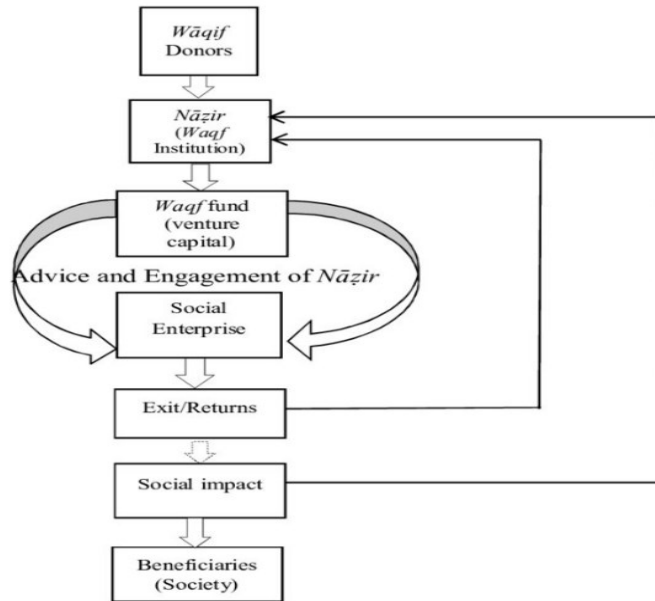 Wāqif
Donors
Nāẓir
(Waqf
Institution)
Waqf fund
(venture
capital)
Advice and Engagement of Nāẓir
Social
Enterprise
Exit/Returns
Social impact
Beneficiaries
(Society)